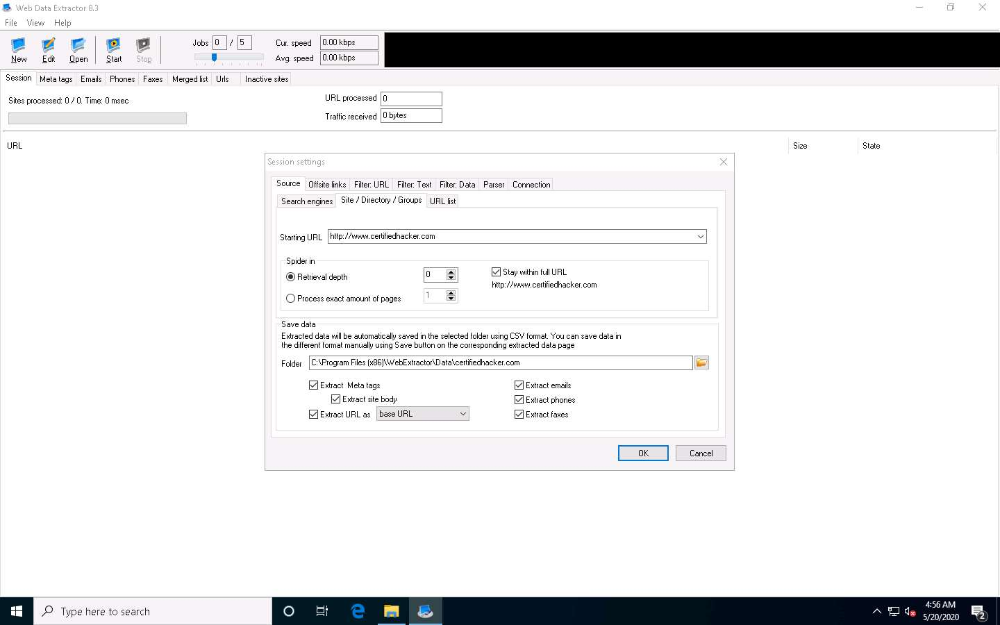 Web Data Extractor 8.3
File View Help
New Edit Open Start Stop
Jobs 0 / 5
Cur. speed 0.00 kbps
Avg. speed 0.00 kbps
Session Meta tags Emails Phones Faxes Merged list Urls Inactive sites
Sites processed: 0 / 0. Time: 0 msec
URL processed 0
Traffic received 0 bytes
URL Size State
Session settings
Source Offsite links Filter: URL Filter: Text Filter: Data Parser Connection
Search engines Site / Directory / Groups URL list
Starting URL http://www.certifiedhacker.com
Spider in
Retrieval depth 0 Stay within full URL
http://www.certifiedhacker.com
Process exact amount of pages 1
Save data
Extracted data will be automatically saved in the selected folder using CSV format. You can save data in
the different format manually using Save button on the corresponding extracted data page
Folder C:\Program Files (x86)\WebExtractor\Data\certifiedhacker.com
Extract Meta tags Extract emails
Extract site body Extract phones
Extract URL as base URL Extract faxes
OK Cancel
Type here to search
4:56 AM
5/20/2020
2